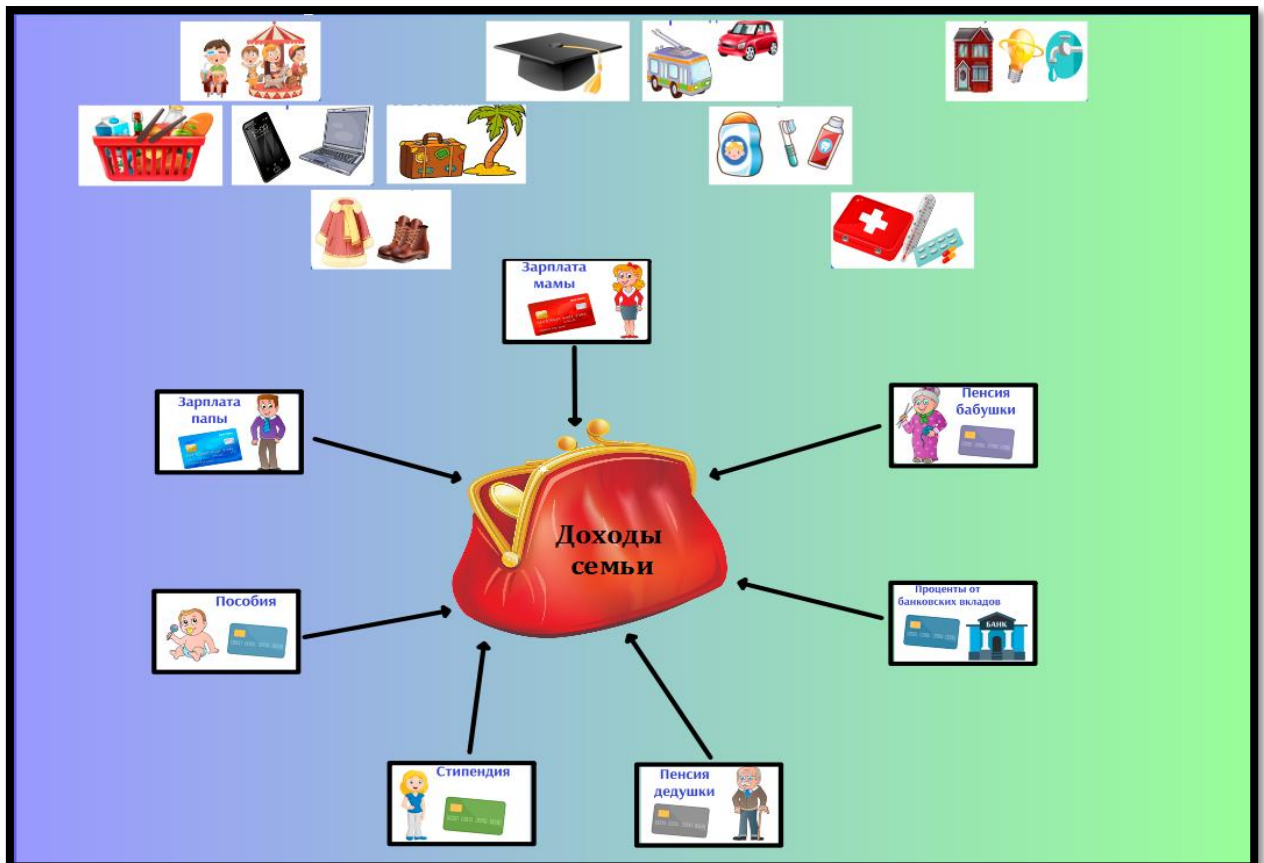 Зарплата
мамы
Зарплата
папы
Пенсия
бабушки
Доходы
семьи
Пособия
Проценты от
банковских вкладов
БАНК
Стипендия
Пенсия
дедушки